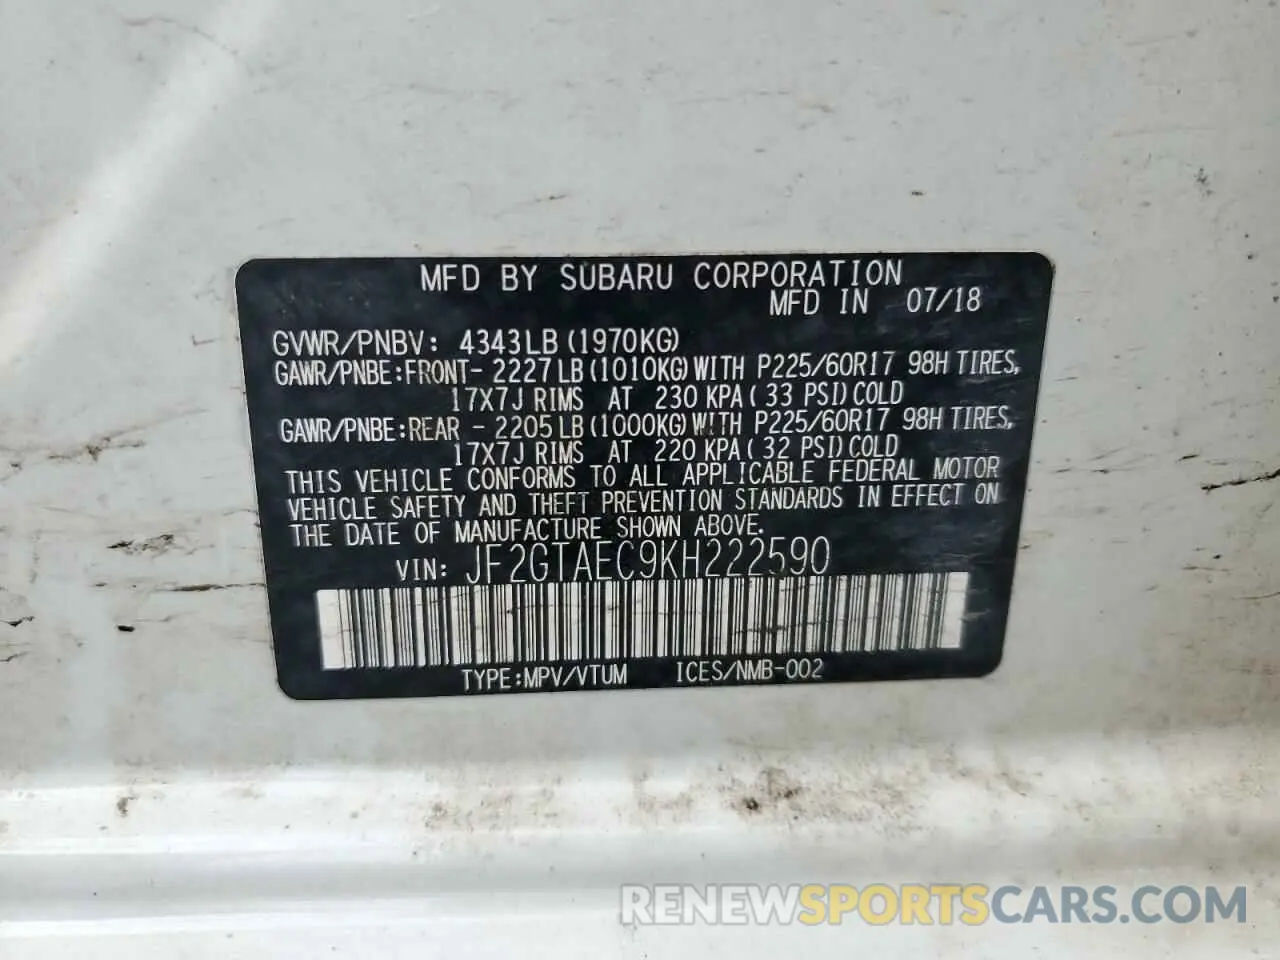 MFD BY SUBARU CORPORATION
MFD IN 07/18
GVWR/PNBV: 4343LB(1970KG)
GAWR/PNBE:FRONT- 2227LB(1010KG)WITH P225/60R17 98H TIRES,
17X7J RIMS AT 230 KPA( 33 PSI)COLD
GAWR/PNBE:REAR - 2205LB(1000KG)WITH P225/60R17 98H TIRES,
17X7J RIMS AT 220 KPA( 32 PSI)COLD
THIS VEHICLE CONFORMS TO ALL APPLICABLE FEDERAL MOTOR
VEHICLE SAFETY AND THEFT PREVENTION STANDARDS IN EFFECT ON
THE DATE OF MANUFACTURE SHOWN ABOVE.
VIN: JF2GTAEC9KH222590
TYPE:MPV/VTUM ICES/NMB-002
RENEWSPORTSCARS.COM